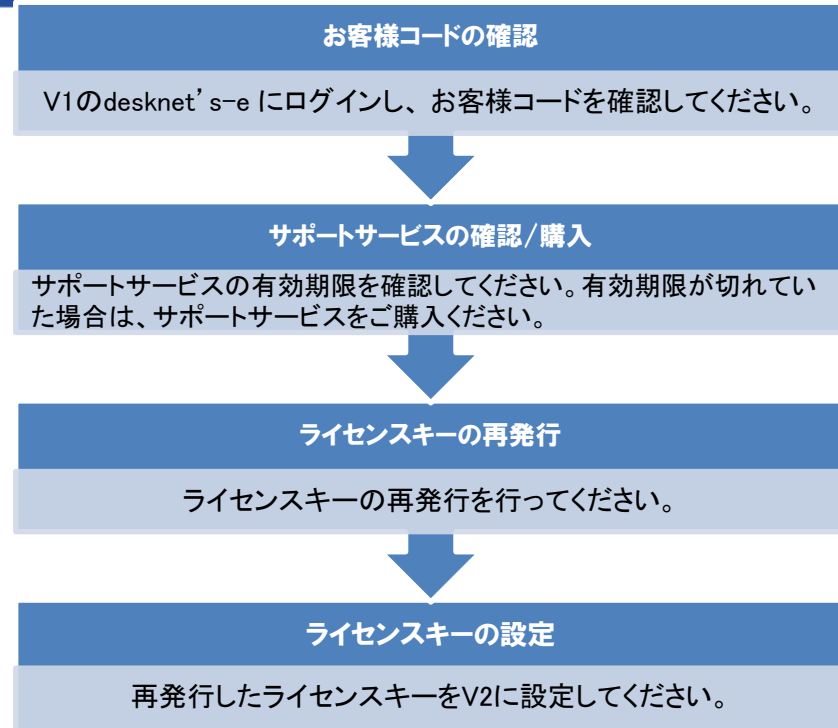 お客様コードの確認
V1のdesknet’s-e にログインし、お客様コードを確認してください。
サポートサービスの確認/購入
サポートサービスの有効期限を確認してください。有効期限が切れてい
た場合は、サポートサービスをご購入ください。
ライセンスキーの再発行
ライセンスキーの再発行を行ってください。
ライセンスキーの設定
再発行したライセンスキーをV2に設定してください。